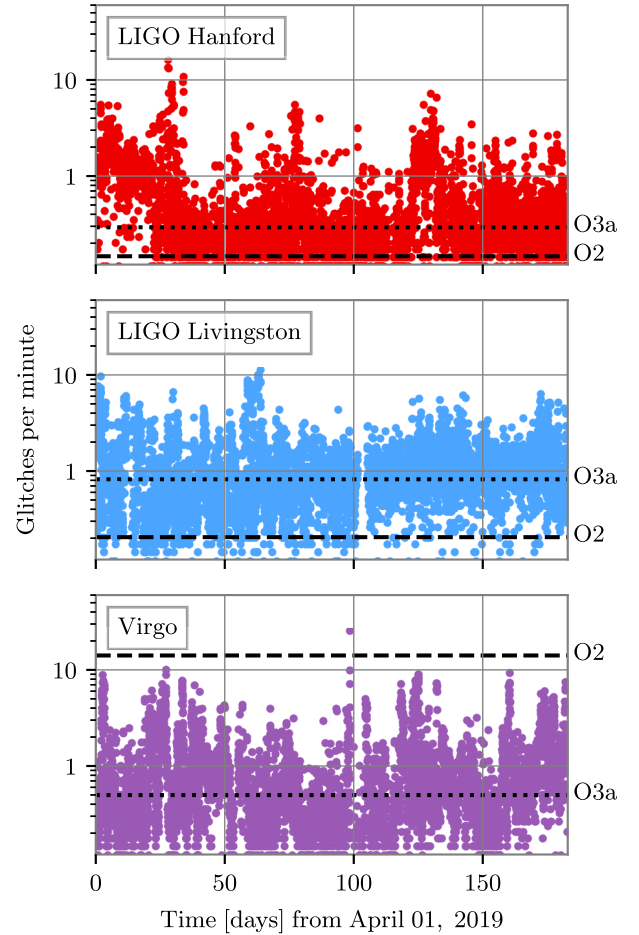 LIGO Hanford
10
1
O3a
O2
LIGO Livingston
10
1
O3a
O2
Glitches per minute
Virgo
O2
10
1
O3a
0 50 100 150
Time [days] from April 01, 2019